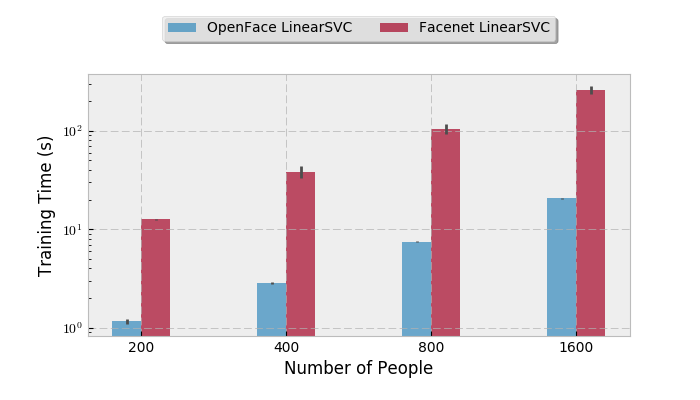 OpenFace LinearSVC Facenet LinearSVC
Training Time (s)
10²
10¹
10⁰
200 400 800 1600
Number of People